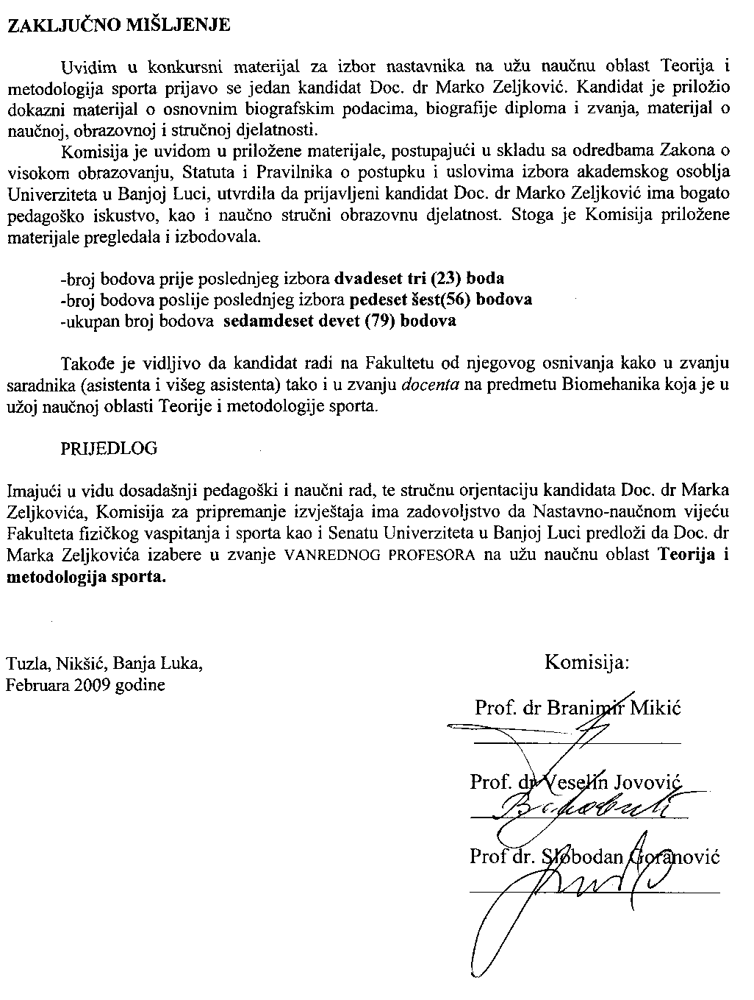 ZAKLJUČNO MIŠLJENJE
Uvidim u konkursni materijal za izbor nastavnika na užu naučnu oblast Teorija i
metodologija sporta prijavo se jedan kandidat Doc. dr Marko Zeljković. Kandidat je priložio
dokazni materijal o osnovnim biografskim podacima, biografije diploma i zvanja, materijal o
naučnoj, obrazovnoj i stručnoj djelatnosti.
Komisija je uvidom u priložene materijale, postupajući u skladu sa odredbama Zakona o
visokom obrazovanju, Statuta i Pravilnika o postupku i uslovima izbora akademskog osoblja
Univerziteta u Banjoj Luci, utvrdila da prijavljeni kandidat Doc. dr Marko Zeljković ima bogato
pedagoško iskustvo, kao i naučno stručni obrazovnu djelatnost. Stoga je Komisija priložene
materijale pregledala i izbodovala.
-broj bodova prije poslednjeg izbora dvadeset tri (23) boda
-broj bodova poslije poslednjeg izbora pedeset šest(56) bodova
-ukupan broj bodova sedamdeset devet (79) bodova
Takođe je vidljivo da kandidat radi na Fakultetu od njegovog osnivanja kako u zvanju
saradnika (asistenta i višeg asistenta) tako i u zvanju docenta na predmetu Biomehanika koja je u
užoj naučnoj oblasti Teorije i metodologije sporta.
PRIJEDLOG
Imajući u vidu dosadašnji pedagoški i naučni rad, te stručnu orjentaciju kandidata Doc. dr Marka
Zeljkovića, Komisija za pripremanje izvještaja ima zadovoljstvo da Nastavno-naučnom vijeću
Fakulteta fizičkog vaspitanja i sporta kao i Senatu Univerziteta u Banjoj Luci predloži da Doc. dr
Marka Zeljkovića izabere u zvanje VANREDNOG PROFESORA na užu naučnu oblast Teorija i
metodologija sporta.
Tuzla, Nikšić, Banja Luka,
Februara 2009 godine
Komisija:
Prof. dr Branimir Mikić
Prof. dr Veselin Jovović
Prof dr. Slobodan Goranović